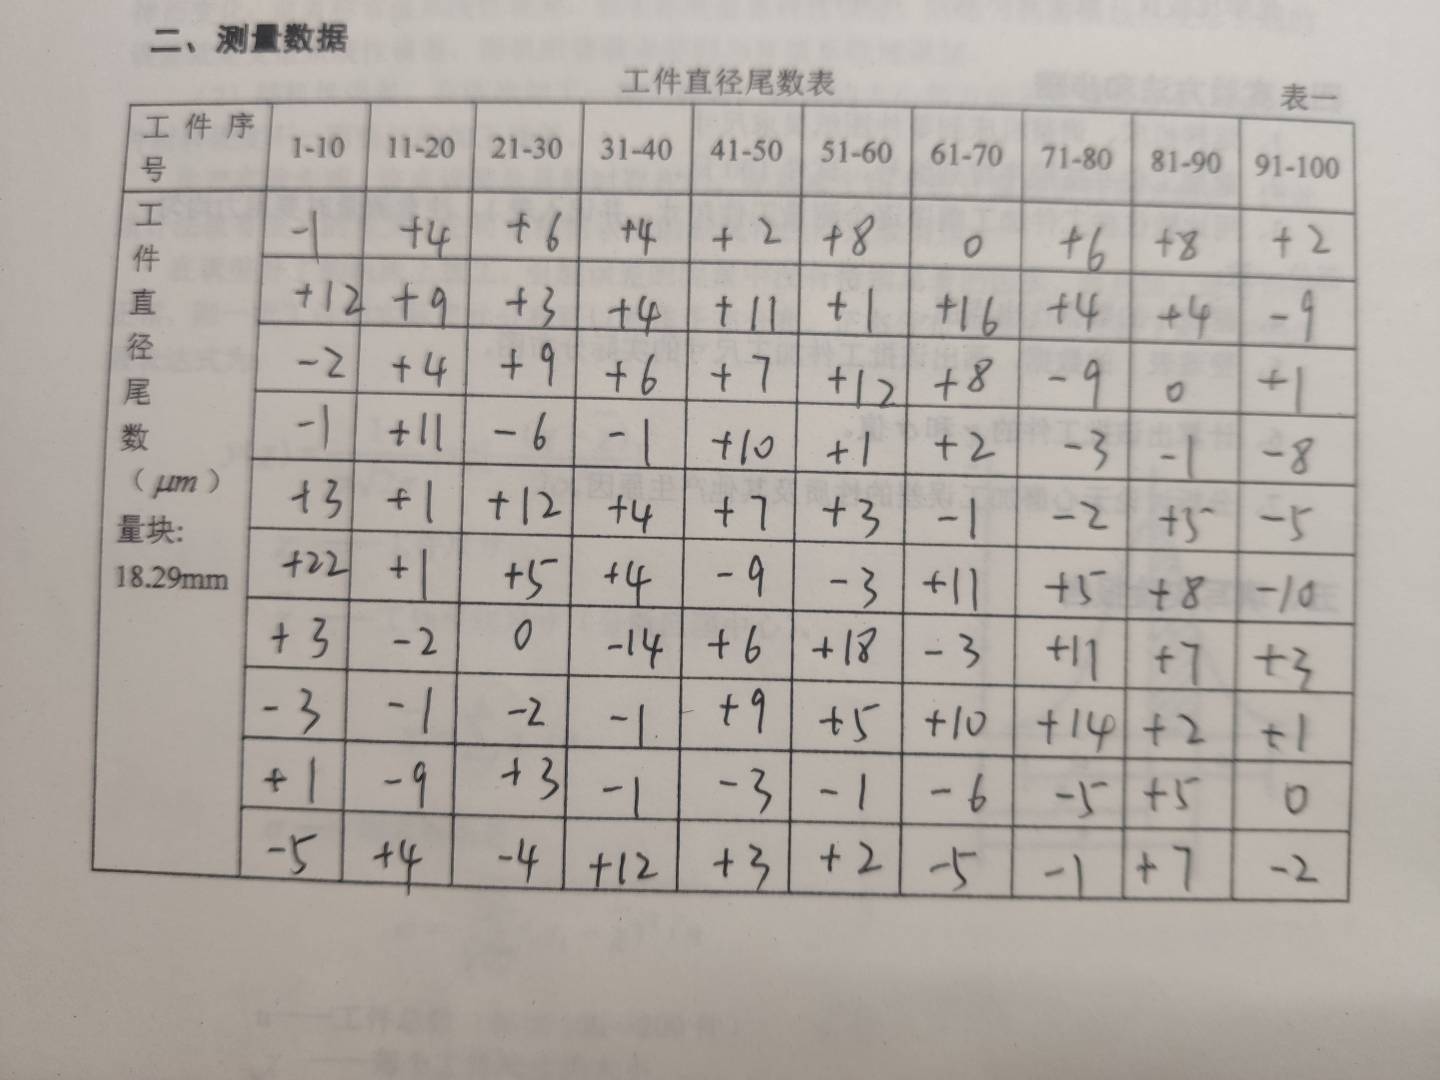 二、测量数据
工件直径尾数表 表一
工件序号 1-10 11-20 21-30 31-40 41-50 51-60 61-70 71-80 81-90 91-100
工件直径尾数（μm）量块:18.29mm
-1 +4 +6 +4 +2 +8 0 +6 +8 +2
+12 +9 +3 +4 +11 +1 +16 +4 +4 -9
-2 +4 +9 +6 +7 +12 +8 -9 0 +1
-1 +11 -6 -1 +10 +1 +2 -3 -1 -8
+3 +1 +12 +4 +7 +3 -1 -2 +5 -5
+22 +1 +5 +4 -9 -3 +11 +5 +8 -10
+3 -2 0 -14 +6 +18 -3 +11 +7 +3
-3 -1 -2 -1 +9 +5 +10 +14 +2 +1
+1 -9 +3 -1 -3 -1 -6 -5 +5 0
-5 +4 -4 +12 +3 +2 -5 -1 +7 -2